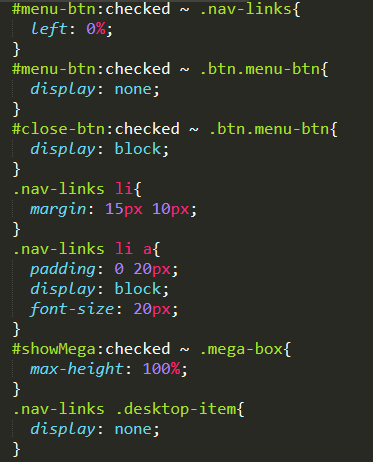 #menu-btn:checked ~ .nav-links{
left: 0%;
}
#menu-btn:checked ~ .btn.menu-btn{
display: none;
}
#close-btn:checked ~ .btn.menu-btn{
display: block;
}
.nav-links li{
margin: 15px 10px;
}
.nav-links li a{
padding: 0 20px;
display: block;
font-size: 20px;
}
#showMega:checked ~ .mega-box{
max-height: 100%;
}
.nav-links .desktop-item{
display: none;
}